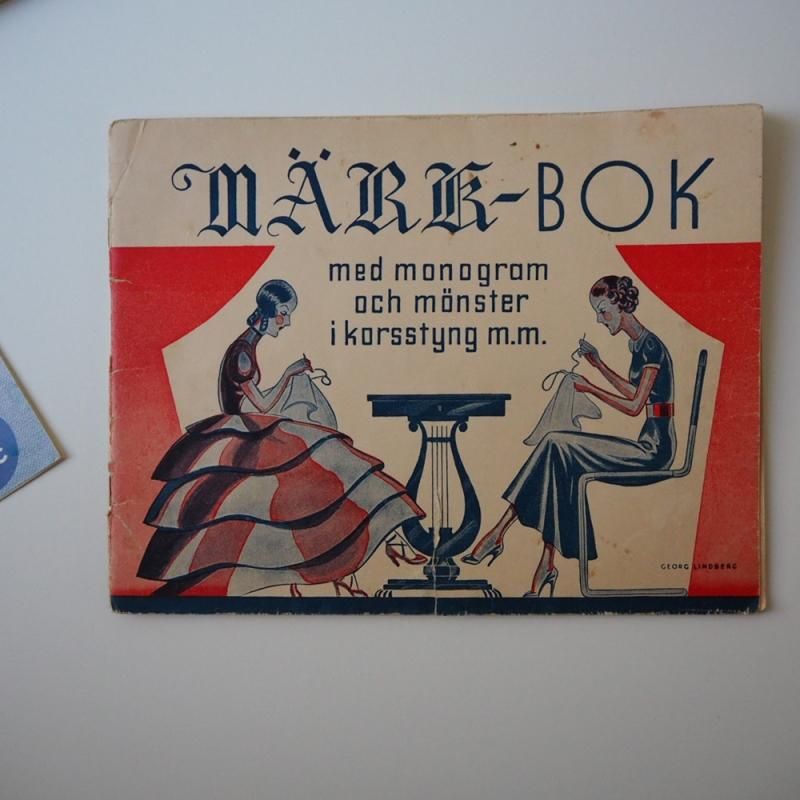 MÄRK-BOK
med monogram
och mönster
i korsstyng m.m.
GEORG LINDBERG